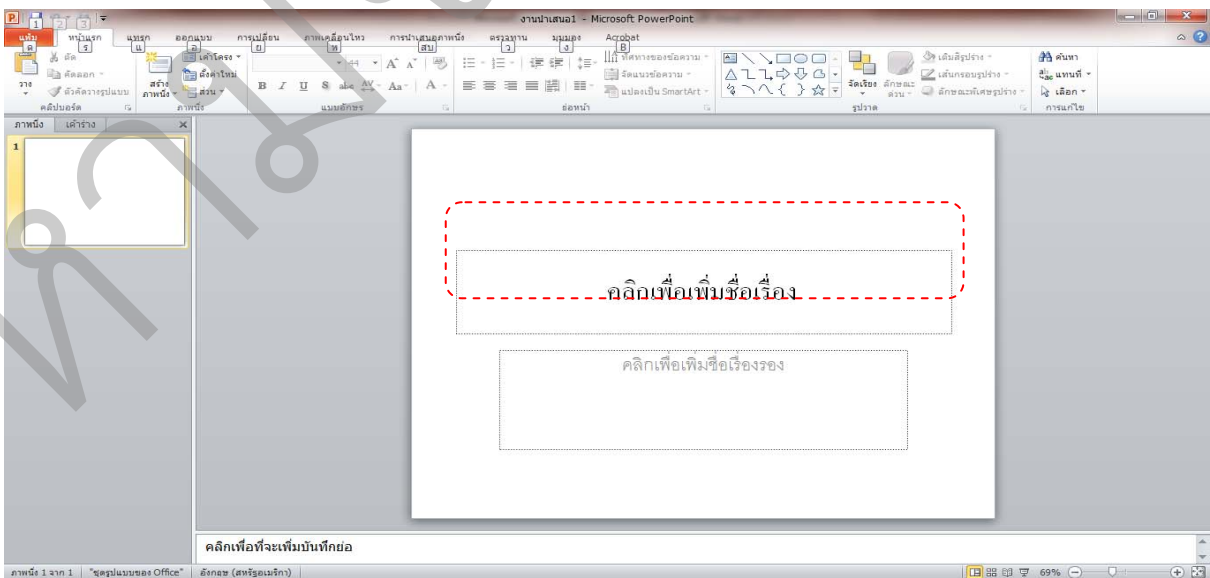 งานนำเสนอ1 - Microsoft PowerPoint
1 2 3
แฟ้ม หน้าแรก แทรก ออกแบบ การเปลี่ยน ภาพเคลื่อนไหว การนำเสนอภาพนิ่ง ตรวจทาน มุมมอง Acrobat
ด ร แ อ ย ห สบ ว ง B
ตัด เค้าโครง 44 ทิศทางของข้อความ เติมสีรูปร่าง ค้นหา
คัดลอก ตั้งค่าใหม่ จัดแนวข้อความ เส้นกรอบรูปร่าง แทนที่
วาง ตัวคัดวางรูปแบบ สร้างภาพนิ่ง ส่วน B I U S abc AV Aa A แปลงเป็น SmartArt จัดเรียง ลักษณะด่วน ลักษณะพิเศษรูปร่าง เลือก
คลิปบอร์ด ภาพนิ่ง แบบอักษร ย่อหน้า รูปวาด การแก้ไข
ภาพนิ่ง เค้าร่าง
1
คลิกเพื่อเพิ่มชื่อเรื่อง
คลิกเพื่อเพิ่มชื่อเรื่องรอง
คลิกเพื่อที่จะเพิ่มบันทึกย่อ
ภาพนิ่ง 1 จาก 1 "ชุดรูปแบบของ Office" อังกฤษ (สหรัฐอเมริกา) 69%